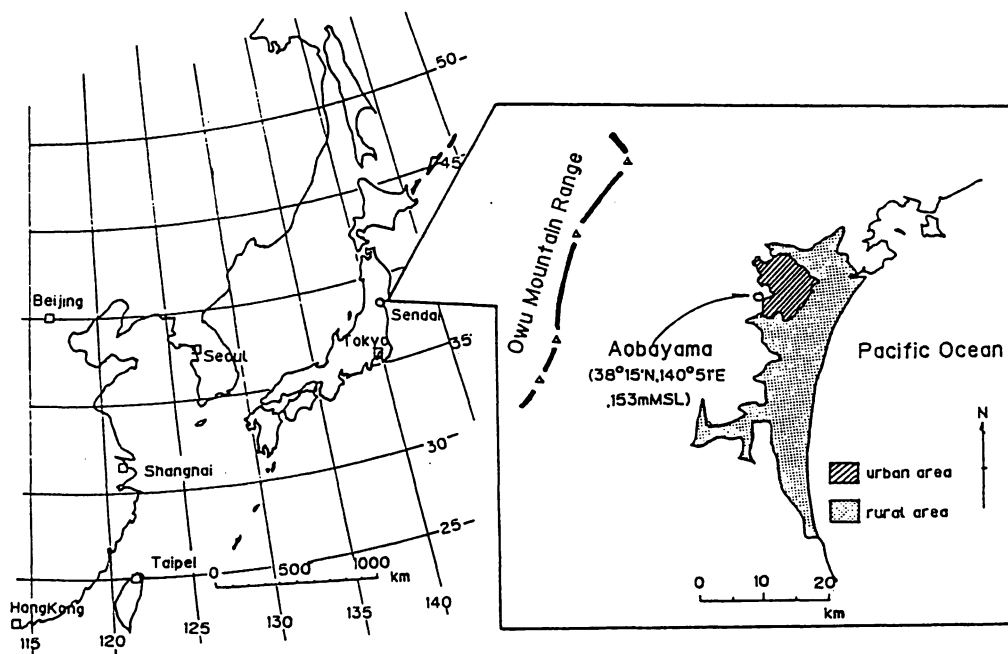 50
45
Beijing
Sendai
Seoul
Tokyo
35
30
Shanghai
25
Taipei
0 500 1000
km
HongKong
115 120 125 130 135 140
Owu Mountain Range
Aobayama
(38°15'N,140°51'E
,153mMSL)
Pacific Ocean
N
urban area
rural area
0 10 20
km